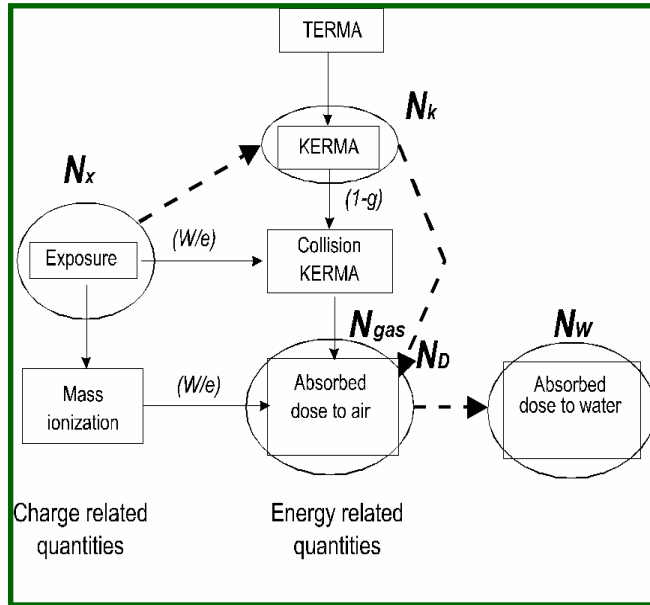 TERMA
N_k
KERMA
N_x
(1-g)
Exposure
(W/e)
Collision
KERMA
N_gas
N_W
N_D
Mass
ionization
(W/e)
Absorbed
dose to air
Absorbed
dose to water
Charge related
quantities
Energy related
quantities